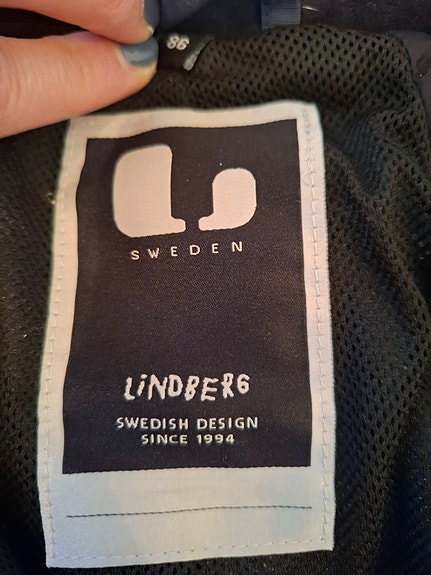 86
SWEDEN
LiNDBERG
SWEDISH DESIGN
SINCE 1994